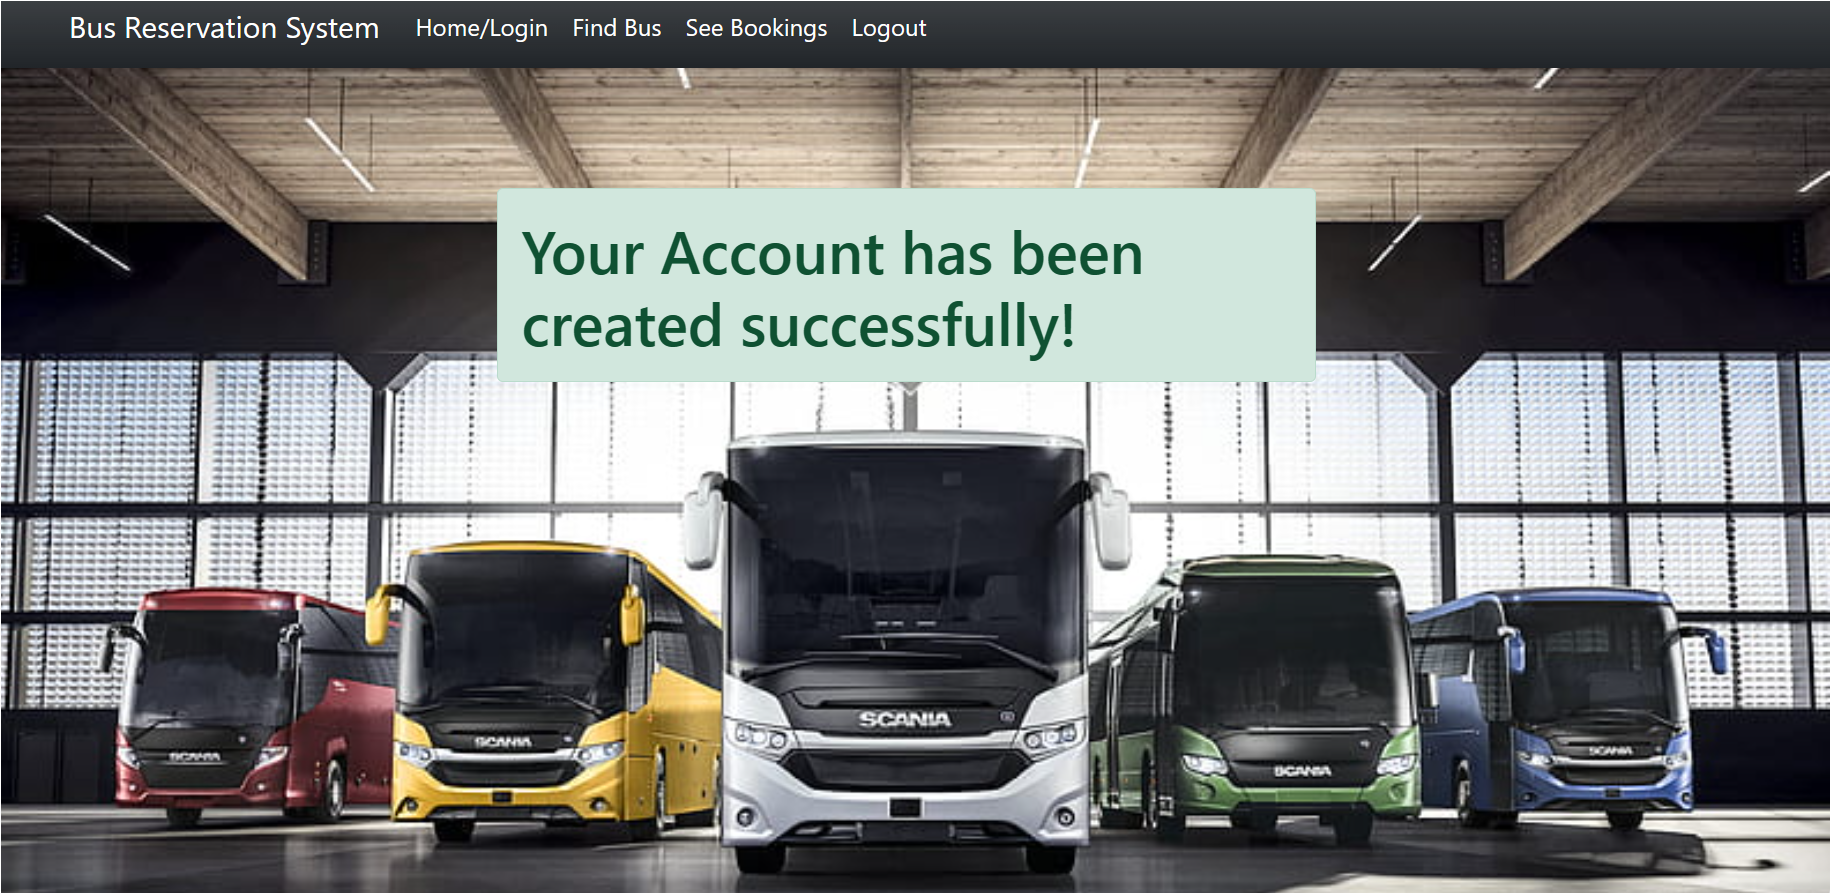 Bus Reservation System Home/Login Find Bus See Bookings Logout
Your Account has been
created successfully!
SCANIA
SCANIA
SCANIA
SCANIA
SCANIA